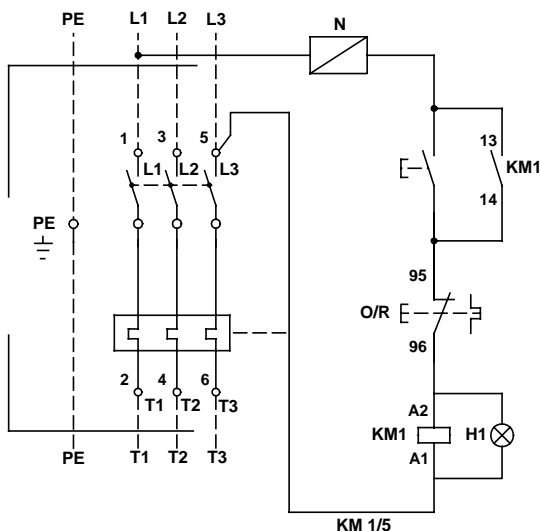 PE L1 L2 L3 N
1 3 5 13
L1 L2 L3 KM1
14
PE
95
O/R
96
2 4 6
T1 T2 T3 A2
KM1 H1
A1
PE T1 T2 T3
KM 1/5